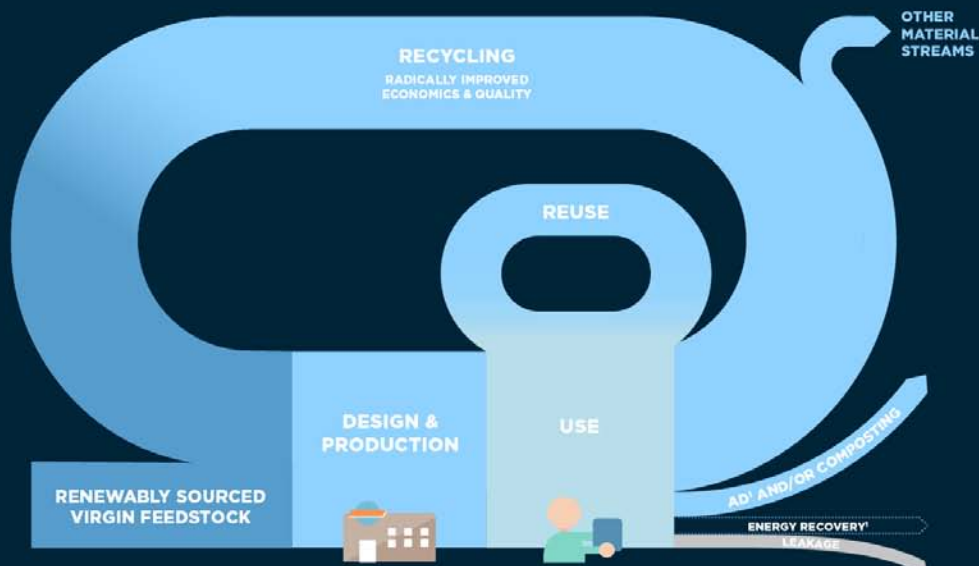 OTHER
MATERIAL
STREAMS
RECYCLING
RADICALLY IMPROVED
ECONOMICS & QUALITY
REUSE
DESIGN &
PRODUCTION
USE
RENEWABLY SOURCED
VIRGIN FEEDSTOCK
AD¹ AND/OR COMPOSTING
ENERGY RECOVERY¹
LEAKAGE